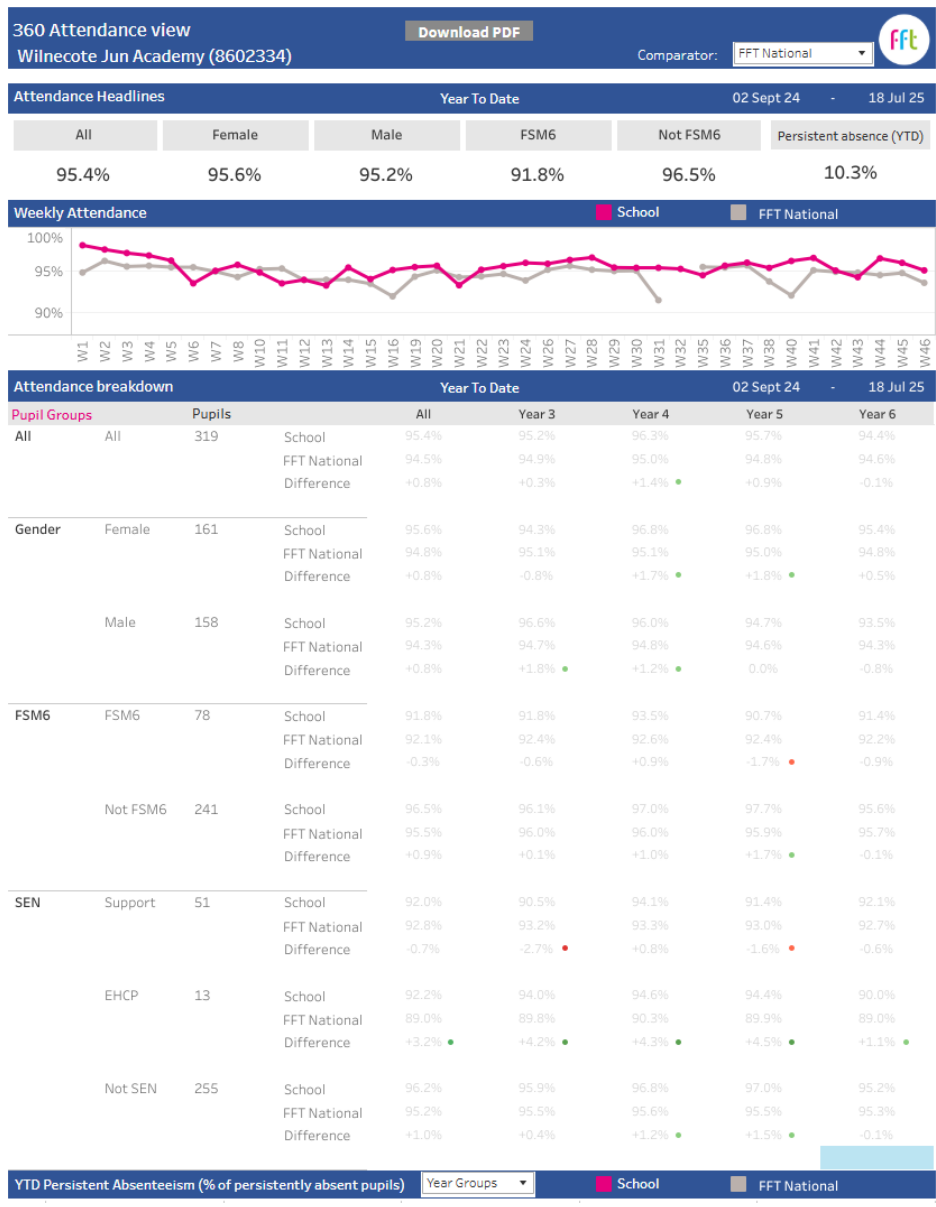 360 Attendance view
Download PDF
Wilnecote Jun Academy (8602334)
Comparator: FFT National
fft
Attendance Headlines Year To Date 02 Sept 24 - 18 Jul 25
All Female Male FSM6 Not FSM6 Persistent absence (YTD)
95.4% 95.6% 95.2% 91.8% 96.5% 10.3%
Weekly Attendance School FFT National
100%
95%
90%
W1 W2 W3 W4 W5 W6 W7 W8 W10 W11 W12 W13 W14 W15 W16 W19 W20 W21 W22 W23 W24 W26 W27 W28 W29 W30 W31 W32 W35 W36 W37 W38 W40 W41 W42 W43 W44 W45 W46
Attendance breakdown Year To Date 02 Sept 24 - 18 Jul 25
Pupil Groups Pupils All Year 3 Year 4 Year 5 Year 6
All All 319 School 95.4% 95.2% 96.3% 95.7% 94.4%
FFT National 94.5% 94.9% 95.0% 94.8% 94.6%
Difference +0.8% +0.3% +1.4% +0.9% -0.1%
Gender Female 161 School 95.6% 94.3% 96.8% 96.8% 95.4%
FFT National 94.8% 95.1% 95.1% 95.0% 94.8%
Difference +0.8% -0.8% +1.7% +1.8% +0.5%
Male 158 School 95.2% 96.6% 96.0% 94.7% 93.5%
FFT National 94.3% 94.7% 94.8% 94.6% 94.3%
Difference +0.8% +1.8% +1.2% 0.0% -0.8%
FSM6 FSM6 78 School 91.8% 91.8% 93.5% 90.7% 91.4%
FFT National 92.1% 92.4% 92.6% 92.4% 92.2%
Difference -0.3% -0.6% +0.9% -1.7% -0.9%
Not FSM6 241 School 96.5% 96.1% 97.0% 97.7% 95.6%
FFT National 95.5% 96.0% 96.0% 95.9% 95.7%
Difference +0.9% +0.1% +1.0% +1.7% -0.1%
SEN Support 51 School 92.0% 90.5% 94.1% 91.4% 92.1%
FFT National 92.8% 93.2% 93.3% 93.0% 92.7%
Difference -0.7% -2.7% +0.8% -1.6% -0.6%
EHCP 13 School 92.2% 94.0% 94.6% 94.4% 90.0%
FFT National 89.0% 89.8% 90.3% 89.9% 89.0%
Difference +3.2% +4.2% +4.3% +4.5% +1.1%
Not SEN 255 School 96.2% 95.9% 96.8% 97.0% 95.2%
FFT National 95.2% 95.5% 95.6% 95.5% 95.3%
Difference +1.0% +0.4% +1.2% +1.5% -0.1%
YTD Persistent Absenteeism (% of persistently absent pupils) Year Groups School FFT National